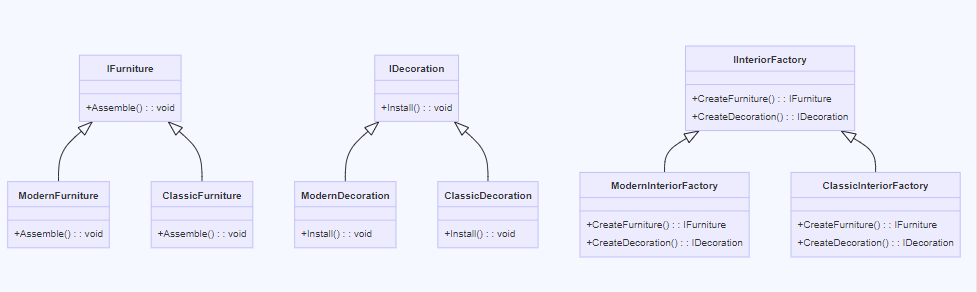 IFurniture
+Assemble() : : void
ModernFurniture
+Assemble() : : void
ClassicFurniture
+Assemble() : : void
IDecoration
+Install() : : void
ModernDecoration
+Install() : : void
ClassicDecoration
+Install() : : void
IInteriorFactory
+CreateFurniture() : : IFurniture
+CreateDecoration() : : IDecoration
ModernInteriorFactory
+CreateFurniture() : : IFurniture
+CreateDecoration() : : IDecoration
ClassicInteriorFactory
+CreateFurniture() : : IFurniture
+CreateDecoration() : : IDecoration